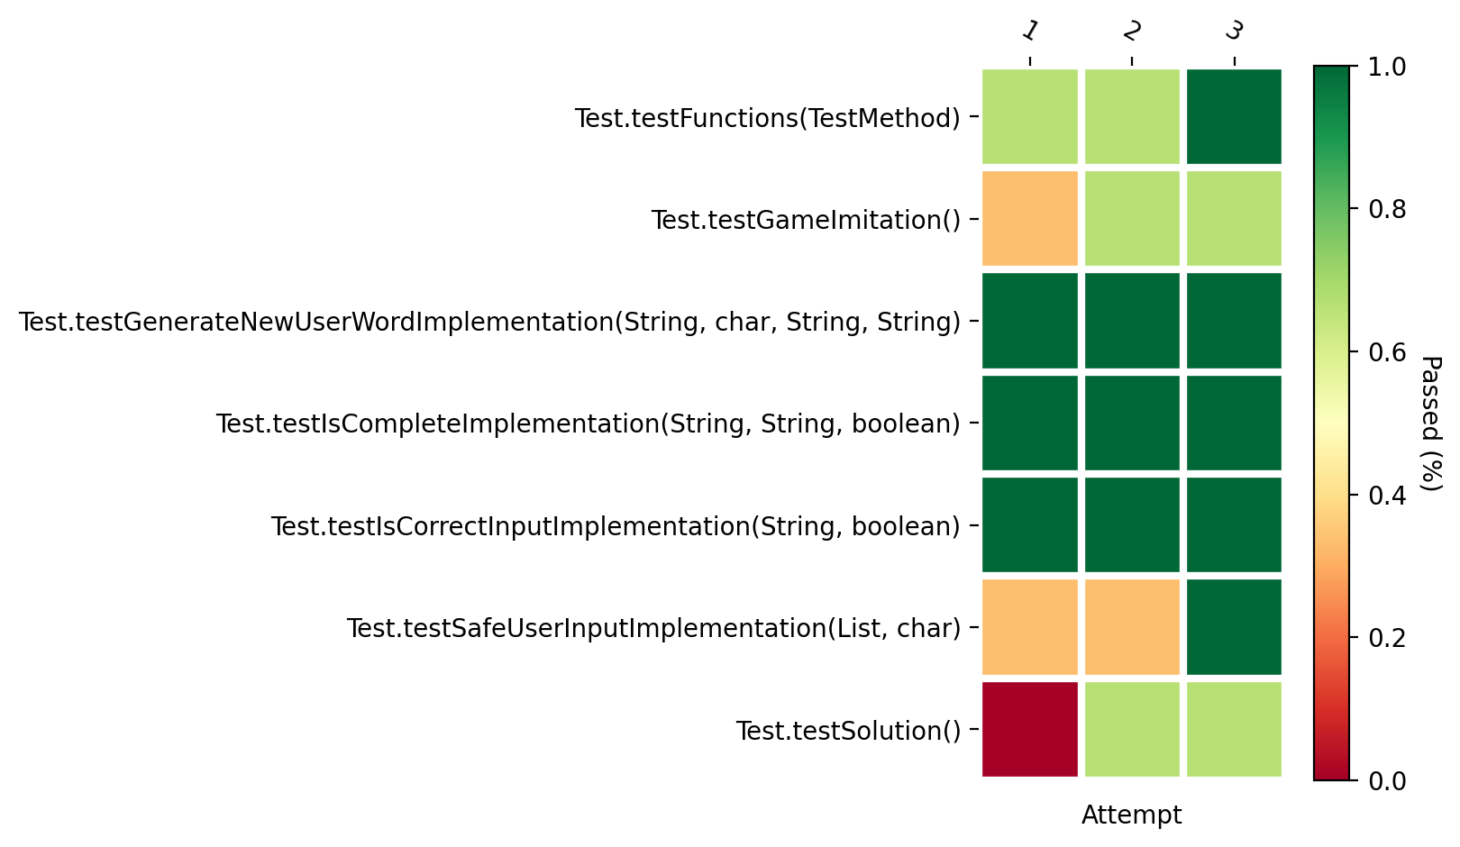 1 2 3
Test.testFunctions(TestMethod)
Test.testGameImitation()
Test.testGenerateNewUserWordImplementation(String, char, String, String)
Test.testIsCompleteImplementation(String, String, boolean)
Test.testIsCorrectInputImplementation(String, boolean)
Test.testSafeUserInputImplementation(List, char)
Test.testSolution()
Attempt
1.0
0.8
0.6
0.4
0.2
0.0
Passed (%)